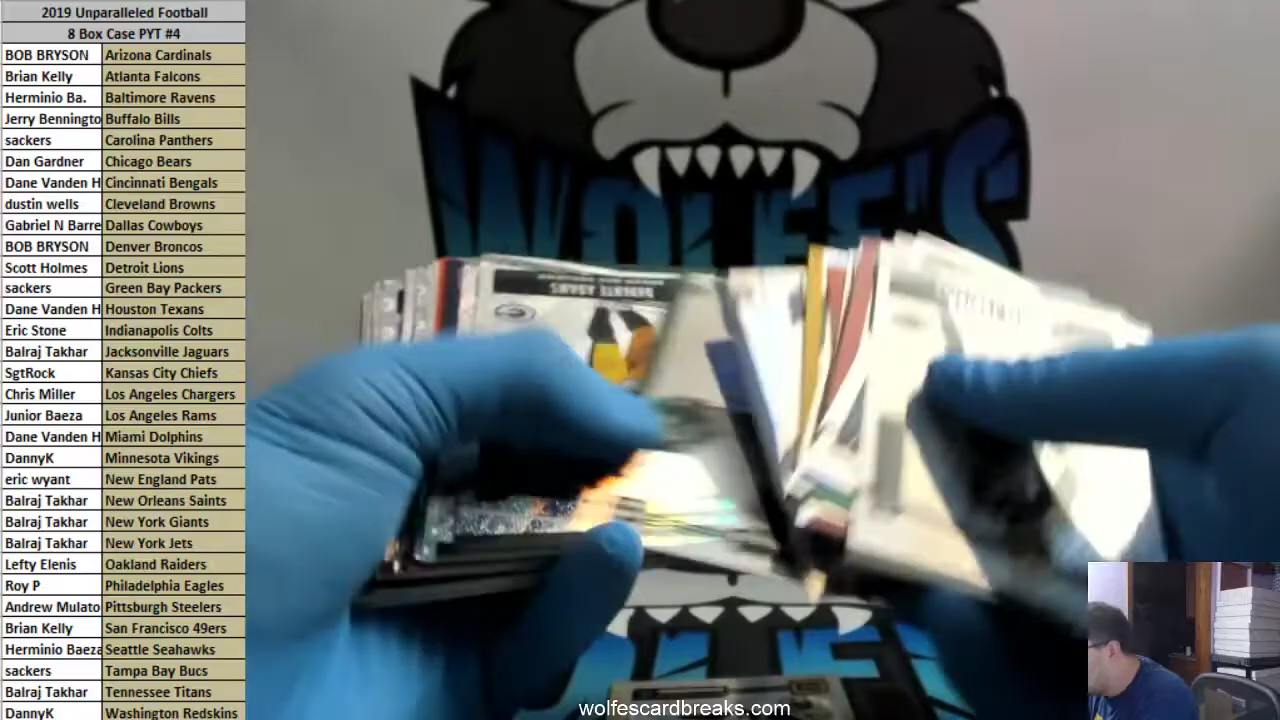 2019 Unparalleled Football
8 Box Case PYT #4
BOB BRYSON Arizona Cardinals
Brian Kelly Atlanta Falcons
Herminio Ba. Baltimore Ravens
Jerry Benningto Buffalo Bills
sackers Carolina Panthers
Dan Gardner Chicago Bears
Dane Vanden H Cincinnati Bengals
dustin wells Cleveland Browns
Gabriel N Barre Dallas Cowboys
BOB BRYSON Denver Broncos
Scott Holmes Detroit Lions
sackers Green Bay Packers
Dane Vanden H Houston Texans
Eric Stone Indianapolis Colts
Balraj Takhar Jacksonville Jaguars
SgtRock Kansas City Chiefs
Chris Miller Los Angeles Chargers
Junior Baeza Los Angeles Rams
Dane Vanden H Miami Dolphins
DannyK Minnesota Vikings
eric wyant New England Pats
Balraj Takhar New Orleans Saints
Balraj Takhar New York Giants
Balraj Takhar New York Jets
Lefty Elenis Oakland Raiders
Roy P Philadelphia Eagles
Andrew Mulato Pittsburgh Steelers
Brian Kelly San Francisco 49ers
Herminio Baeza Seattle Seahawks
sackers Tampa Bay Bucs
Balraj Takhar Tennessee Titans
DannyK Washington Redskins
WOLFE'S
DAVANTE ADAMS
wolfescardbreaks.com